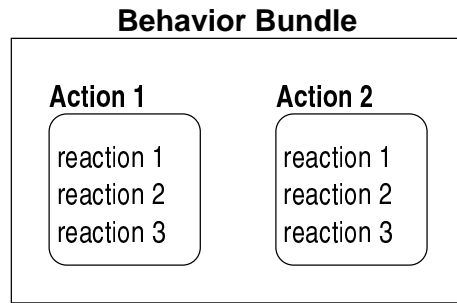 Behavior Bundle
Action 1
reaction 1
reaction 2
reaction 3
Action 2
reaction 1
reaction 2
reaction 3